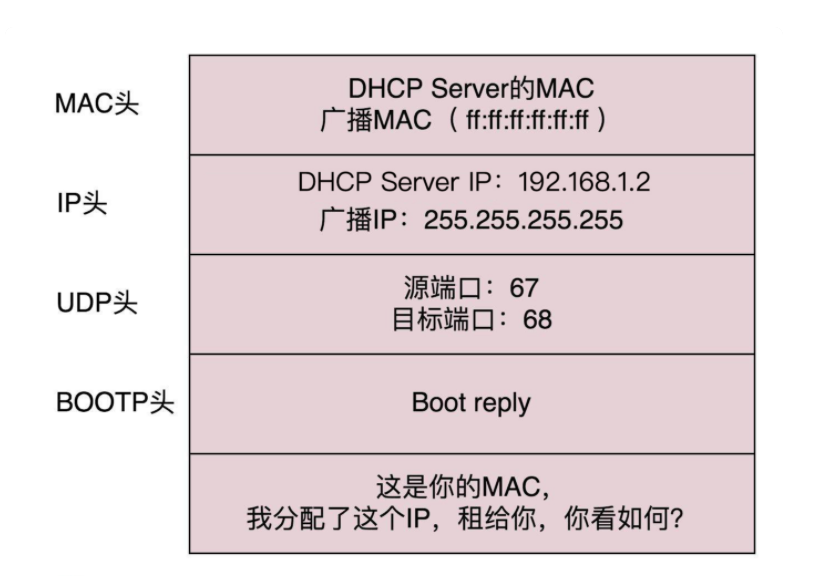 MAC头
DHCP Server的MAC
广播MAC（ ff:ff:ff:ff:ff:ff ）
IP头
DHCP Server IP：192.168.1.2
广播IP：255.255.255.255
UDP头
源端口：67
目标端口：68
BOOTP头
Boot reply
这是你的MAC，
我分配了这个IP，租给你，你看如何？